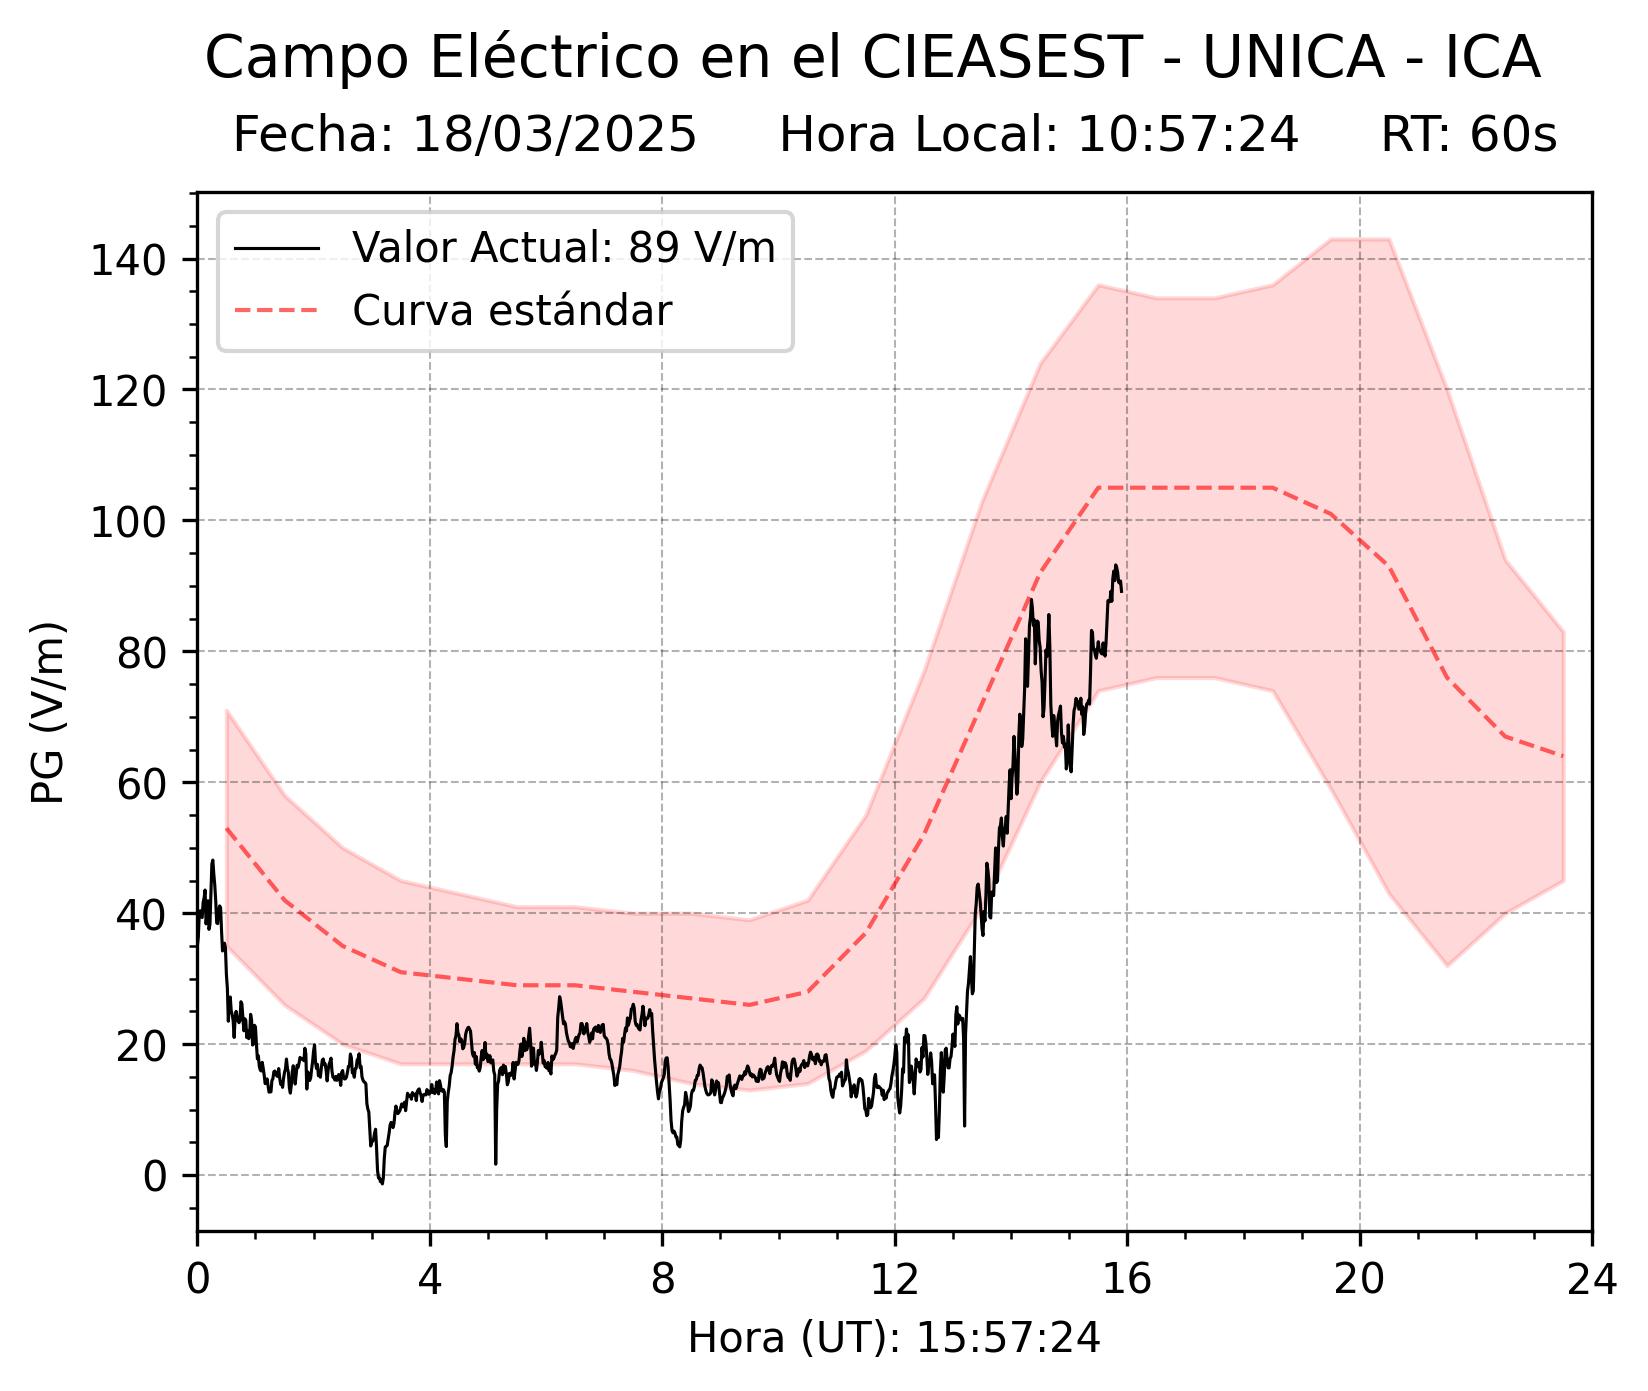 Campo Eléctrico en el CIEASEST - UNICA - ICA
Fecha: 18/03/2025 Hora Local: 10:57:24 RT: 60s
Valor Actual: 89 V/m
Curva estándar
PG (V/m)
140
120
100
80
60
40
20
0
0 4 8 12 16 20 24
Hora (UT): 15:57:24